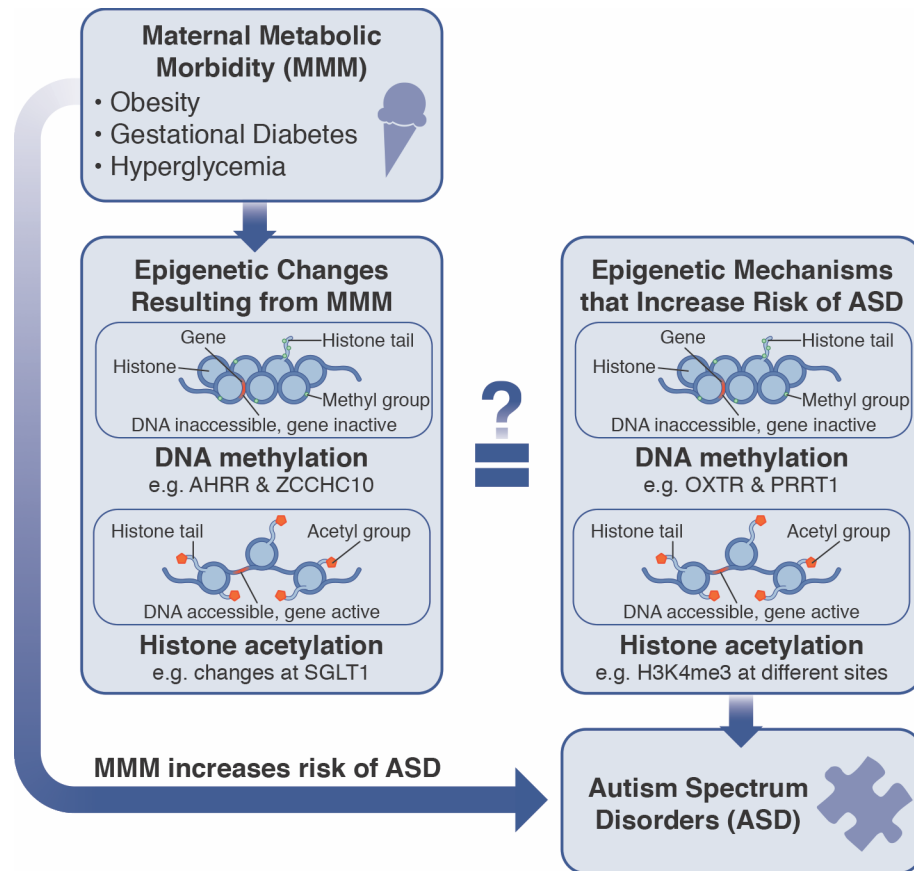 Maternal Metabolic
Morbidity (MMM)
• Obesity
• Gestational Diabetes
• Hyperglycemia
Epigenetic Changes
Resulting from MMM
Gene
Histone tail
Histone
Methyl group
DNA inaccessible, gene inactive
DNA methylation
e.g. AHRR & ZCCHC10
Histone tail
Acetyl group
DNA accessible, gene active
Histone acetylation
e.g. changes at SGLT1
?
=
Epigenetic Mechanisms
that Increase Risk of ASD
Gene
Histone tail
Histone
Methyl group
DNA inaccessible, gene inactive
DNA methylation
e.g. OXTR & PRRT1
Histone tail
Acetyl group
DNA accessible, gene active
Histone acetylation
e.g. H3K4me3 at different sites
MMM increases risk of ASD
Autism Spectrum
Disorders (ASD)